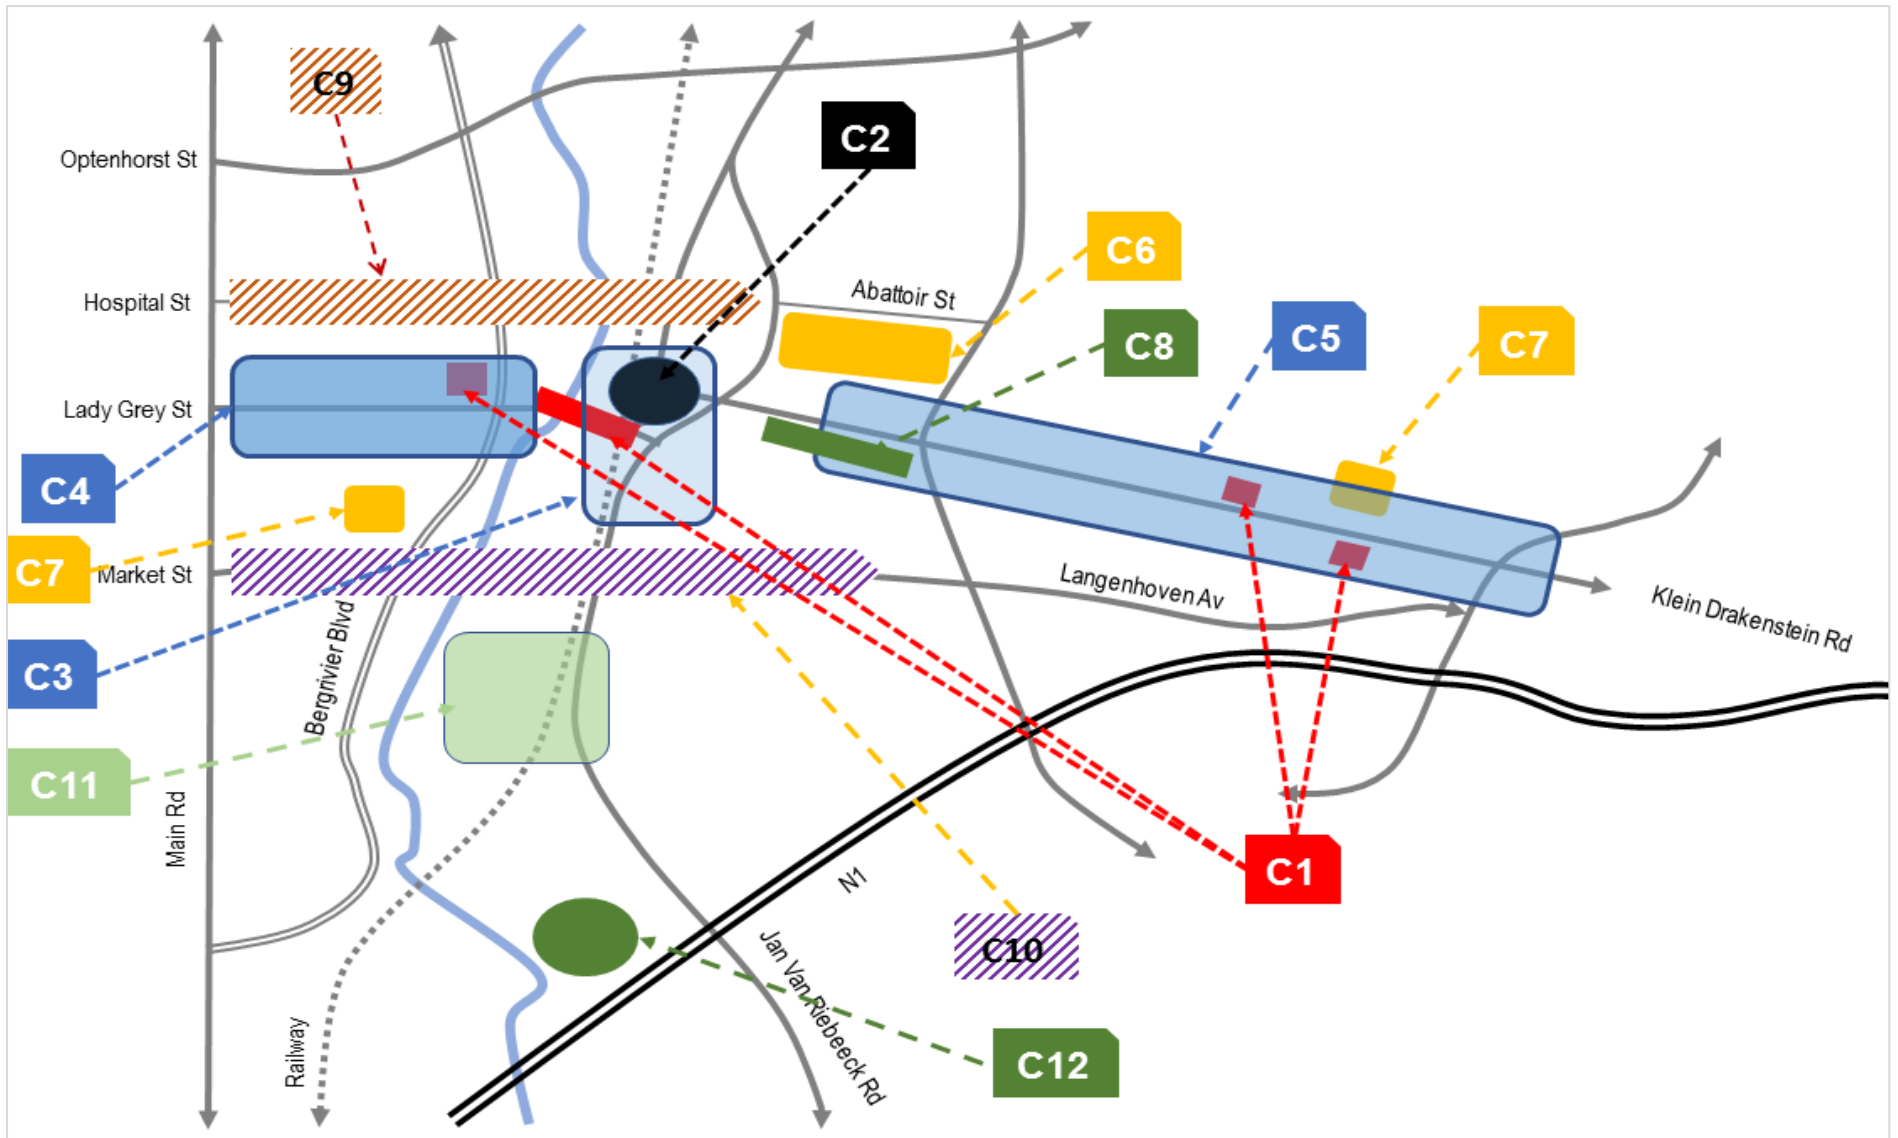 C9
C2
Optenhorst St
C6
Abattoir St
Hospital St
C5
C7
C8
Lady Grey St
C4
C7
Market St
Langenhoven Av
Klein Drakenstein Rd
Bergrivier Blvd
C3
C11
Main Rd
C1
N1
C10
Jan Van Riebeeck Rd
Railway
C12